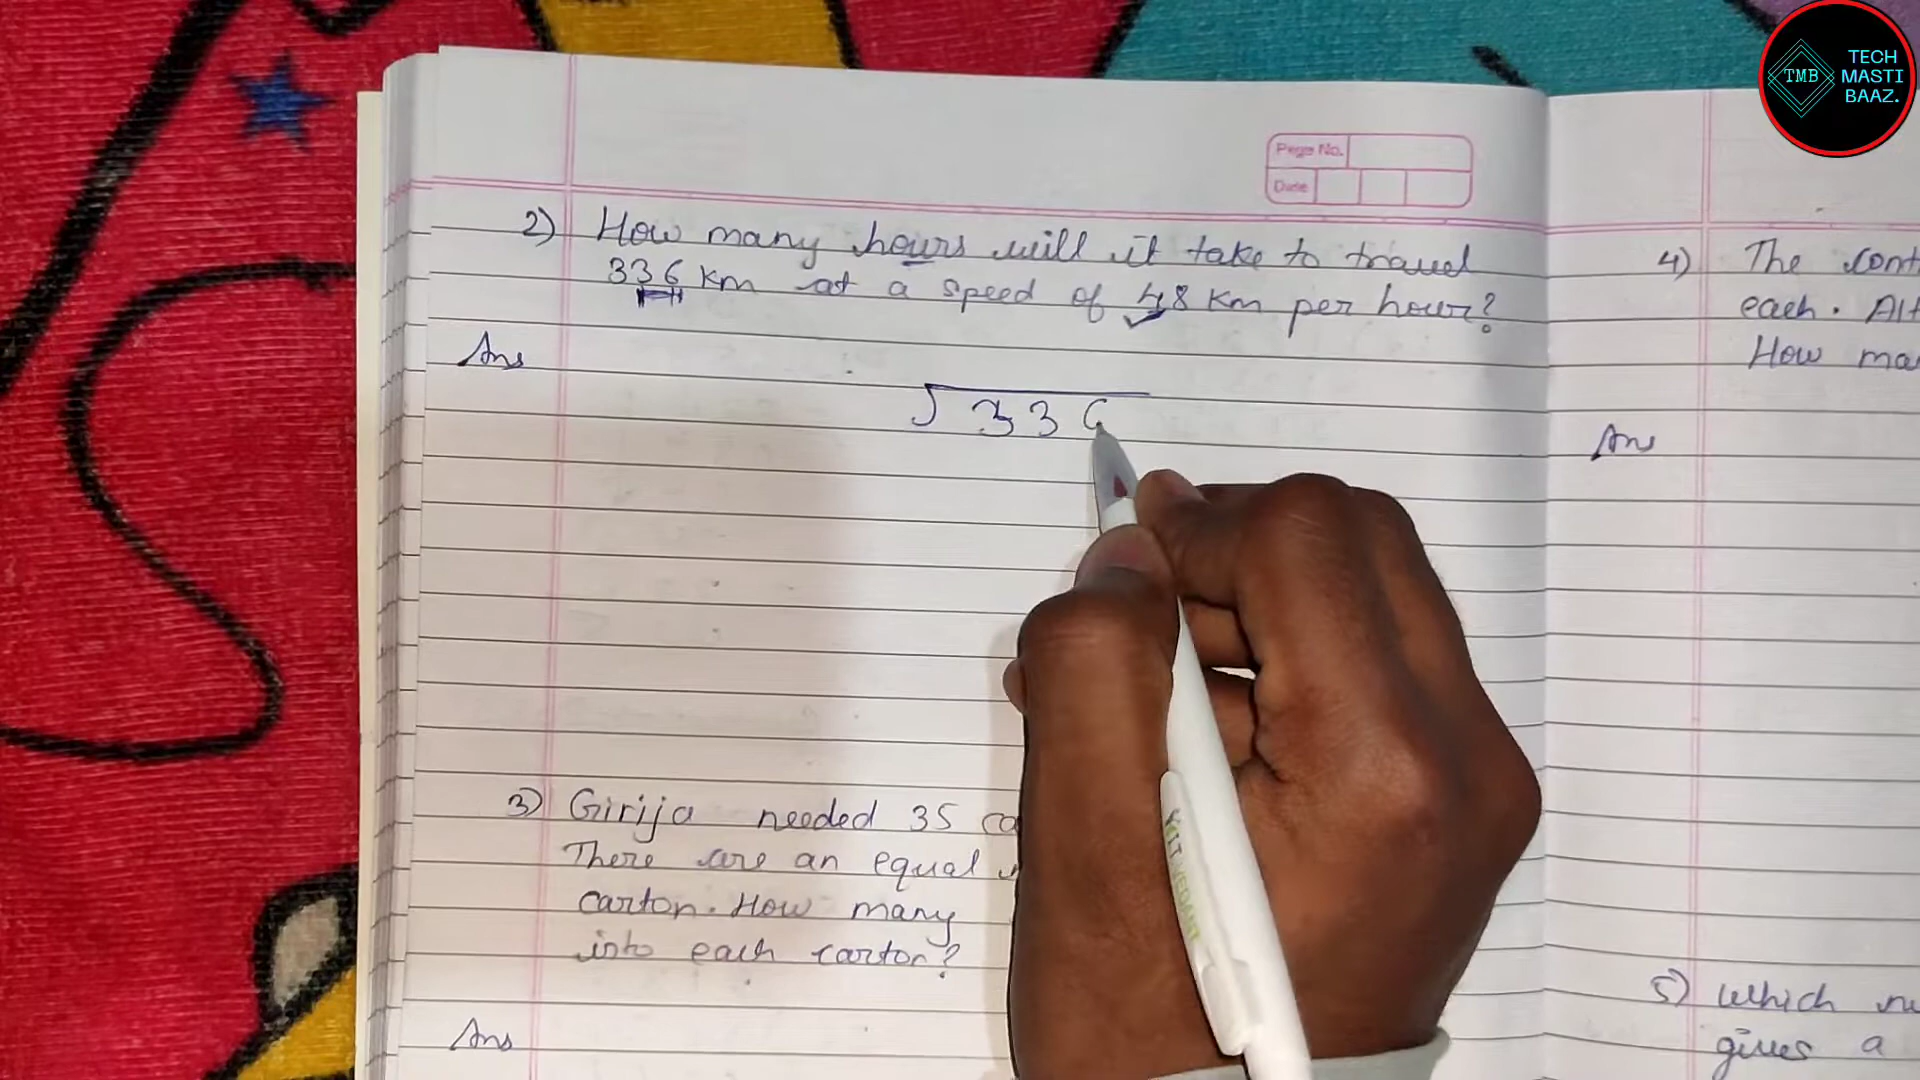 TECH
MASTI
BAAZ.
TMB
Page No.
Date
2) How many hours will it take to travel
336 km at a speed of 48 km per hour?
Ans
336
3) Girija needed 35
There are an equal
carton. How many
into each carton?
Ans
4) The
each.
How
Ans
5) Which
gives a